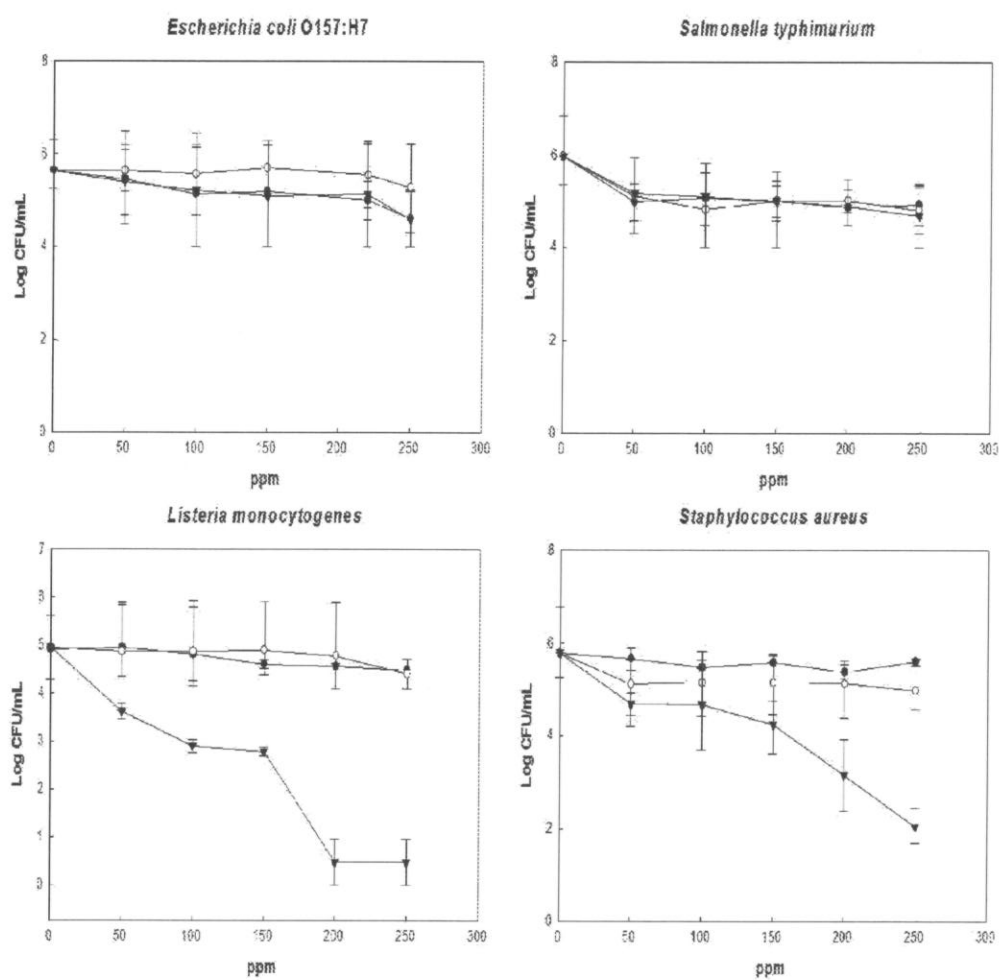 Escherichia coli O157:H7
8
6
4
2
0
Log CFU/mL
0 50 100 150 200 250 300
ppm
Salmonella typhimurium
8
6
4
2
0
Log CFU/mL
0 50 100 150 200 250 300
ppm
Listeria monocytogenes
7
6
5
4
3
2
1
0
Log CFU/mL
0 50 100 150 200 250 300
ppm
Staphylococcus aureus
8
6
4
2
0
Log CFU/mL
0 50 100 150 200 250 300
ppm